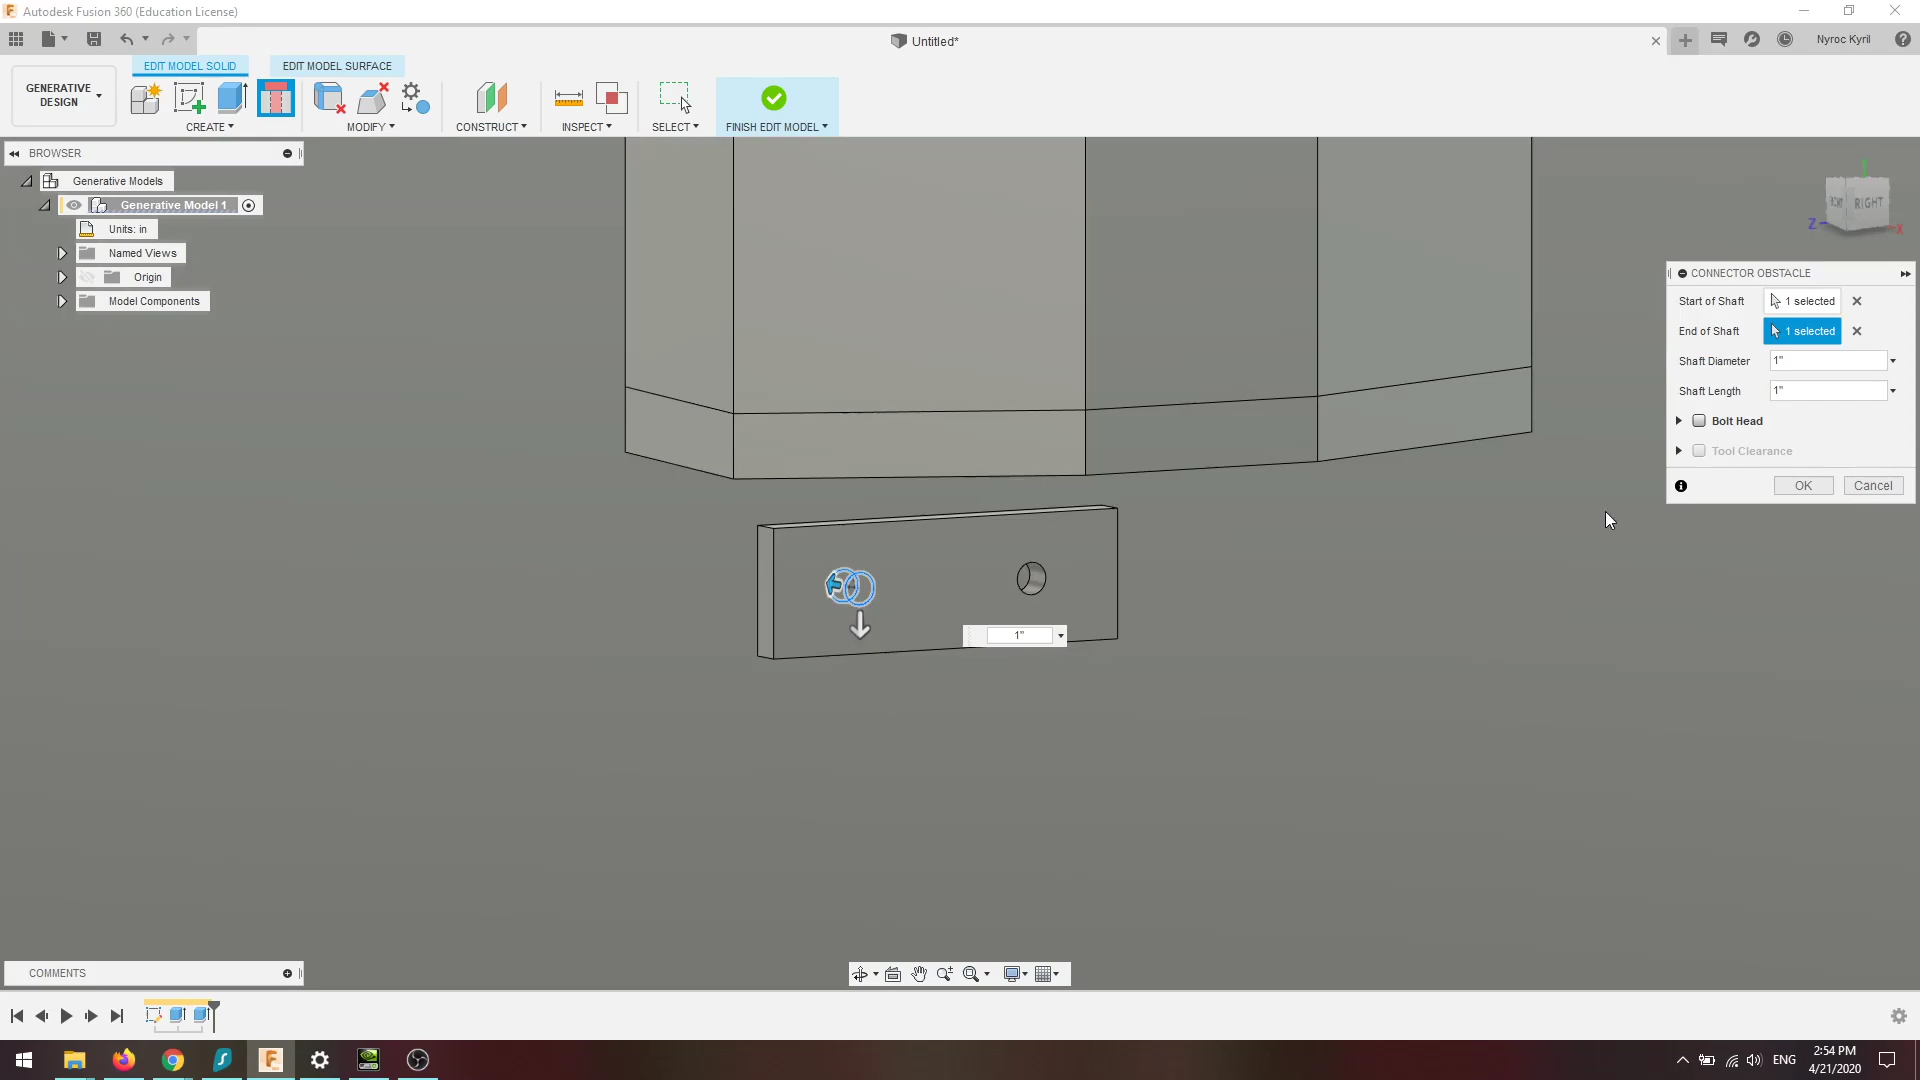 Autodesk Fusion 360 (Education License)
Untitled*
Nyroc Kyril
EDIT MODEL SOLID
EDIT MODEL SURFACE
GENERATIVE
DESIGN
CREATE
MODIFY
CONSTRUCT
INSPECT
SELECT
FINISH EDIT MODEL
BROWSER
Generative Models
Generative Model 1
Units: in
Named Views
Origin
Model Components
RIGHT
Z
X
CONNECTOR OBSTACLE
Start of Shaft
1 selected
End of Shaft
1 selected
Shaft Diameter
1"
Shaft Length
1"
Bolt Head
Tool Clearance
OK
Cancel
1"
COMMENTS
ENG
2:54 PM
4/21/2020